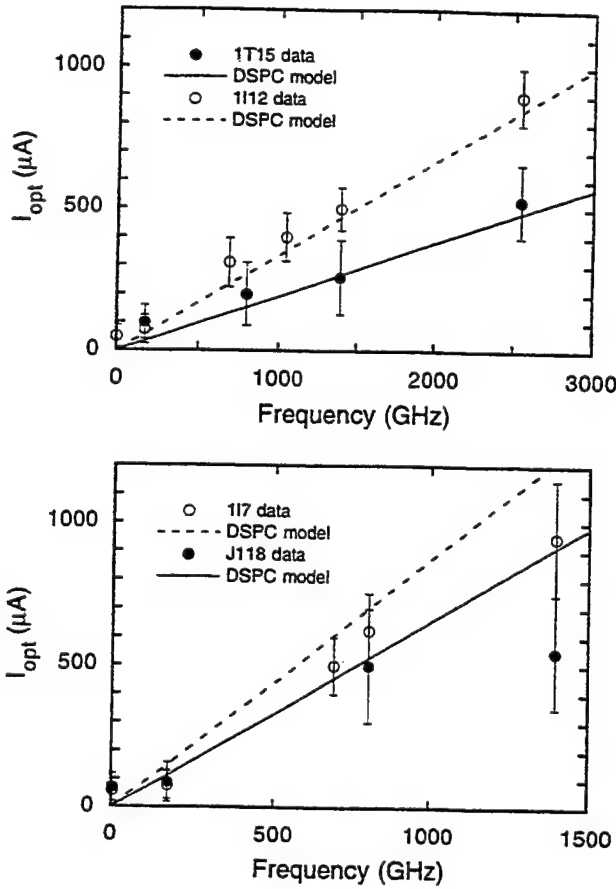 1000
500
0
I_opt (μA)
● 1T15 data
— DSPC model
○ 1I12 data
--- DSPC model
0 1000 2000 3000
Frequency (GHz)
1000
500
0
I_opt (μA)
○ 1I7 data
--- DSPC model
● J118 data
— DSPC model
0 500 1000 1500
Frequency (GHz)